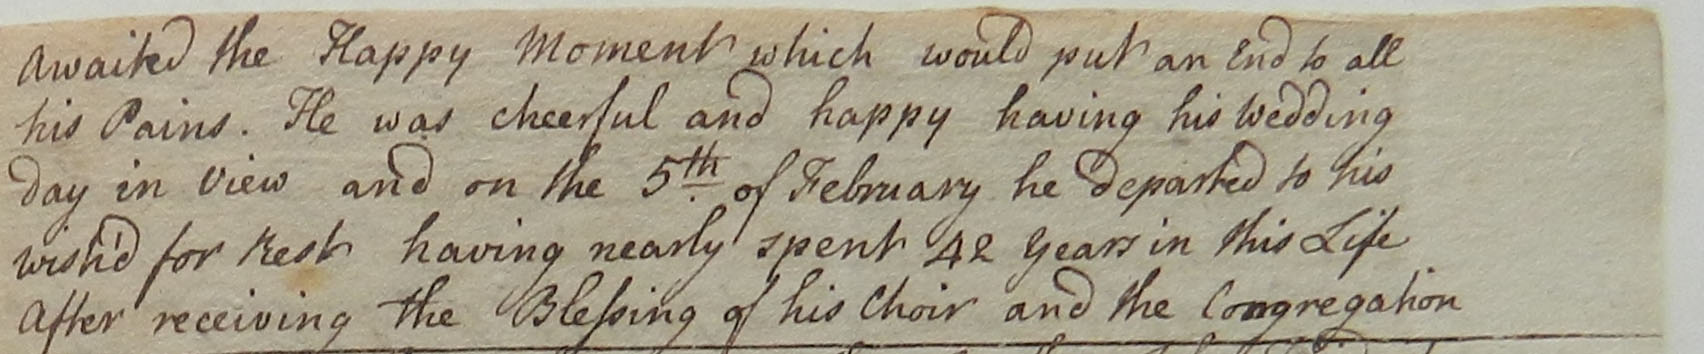 Awaited the Happy Moment which would put an End to all
his Pains. He was cheerful and happy having his Wedding
day in View and on the 5th of February he departed to his
wish'd for Rest having nearly spent 42 Years in this Life
After receiving the Bleſsing of his Choir and the Congregation